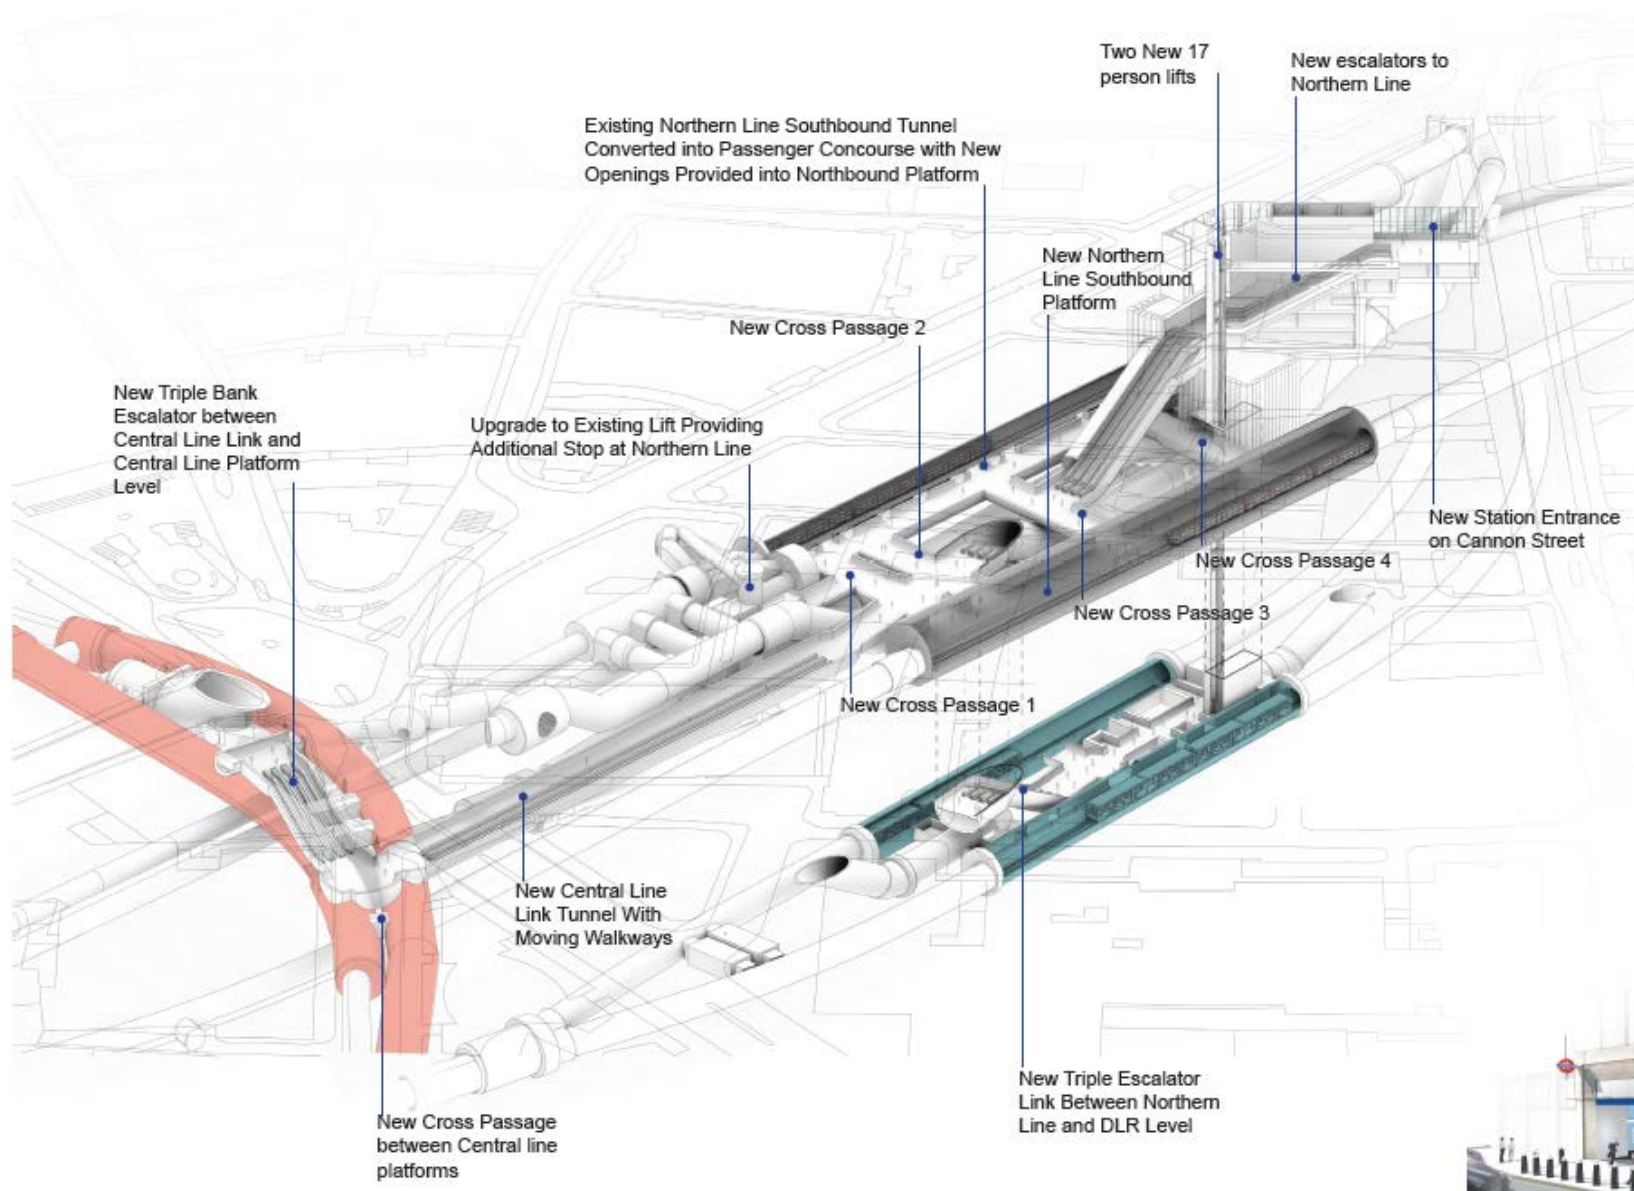 Two New 17
person lifts
New escalators to
Northern Line
Existing Northern Line Southbound Tunnel
Converted into Passenger Concourse with New
Openings Provided into Northbound Platform
New Northern
Line Southbound
Platform
New Cross Passage 2
New Triple Bank
Escalator between
Central Line Link and
Central Line Platform
Level
Upgrade to Existing Lift Providing
Additional Stop at Northern Line
New Station Entrance
on Cannon Street
New Cross Passage 4
New Cross Passage 3
New Cross Passage 1
New Central Line
Link Tunnel With
Moving Walkways
New Triple Escalator
Link Between Northern
Line and DLR Level
New Cross Passage
between Central line
platforms